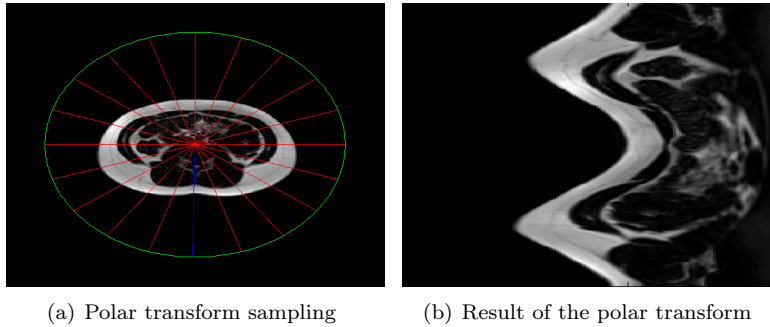 (a) Polar transform sampling
(b) Result of the polar transform